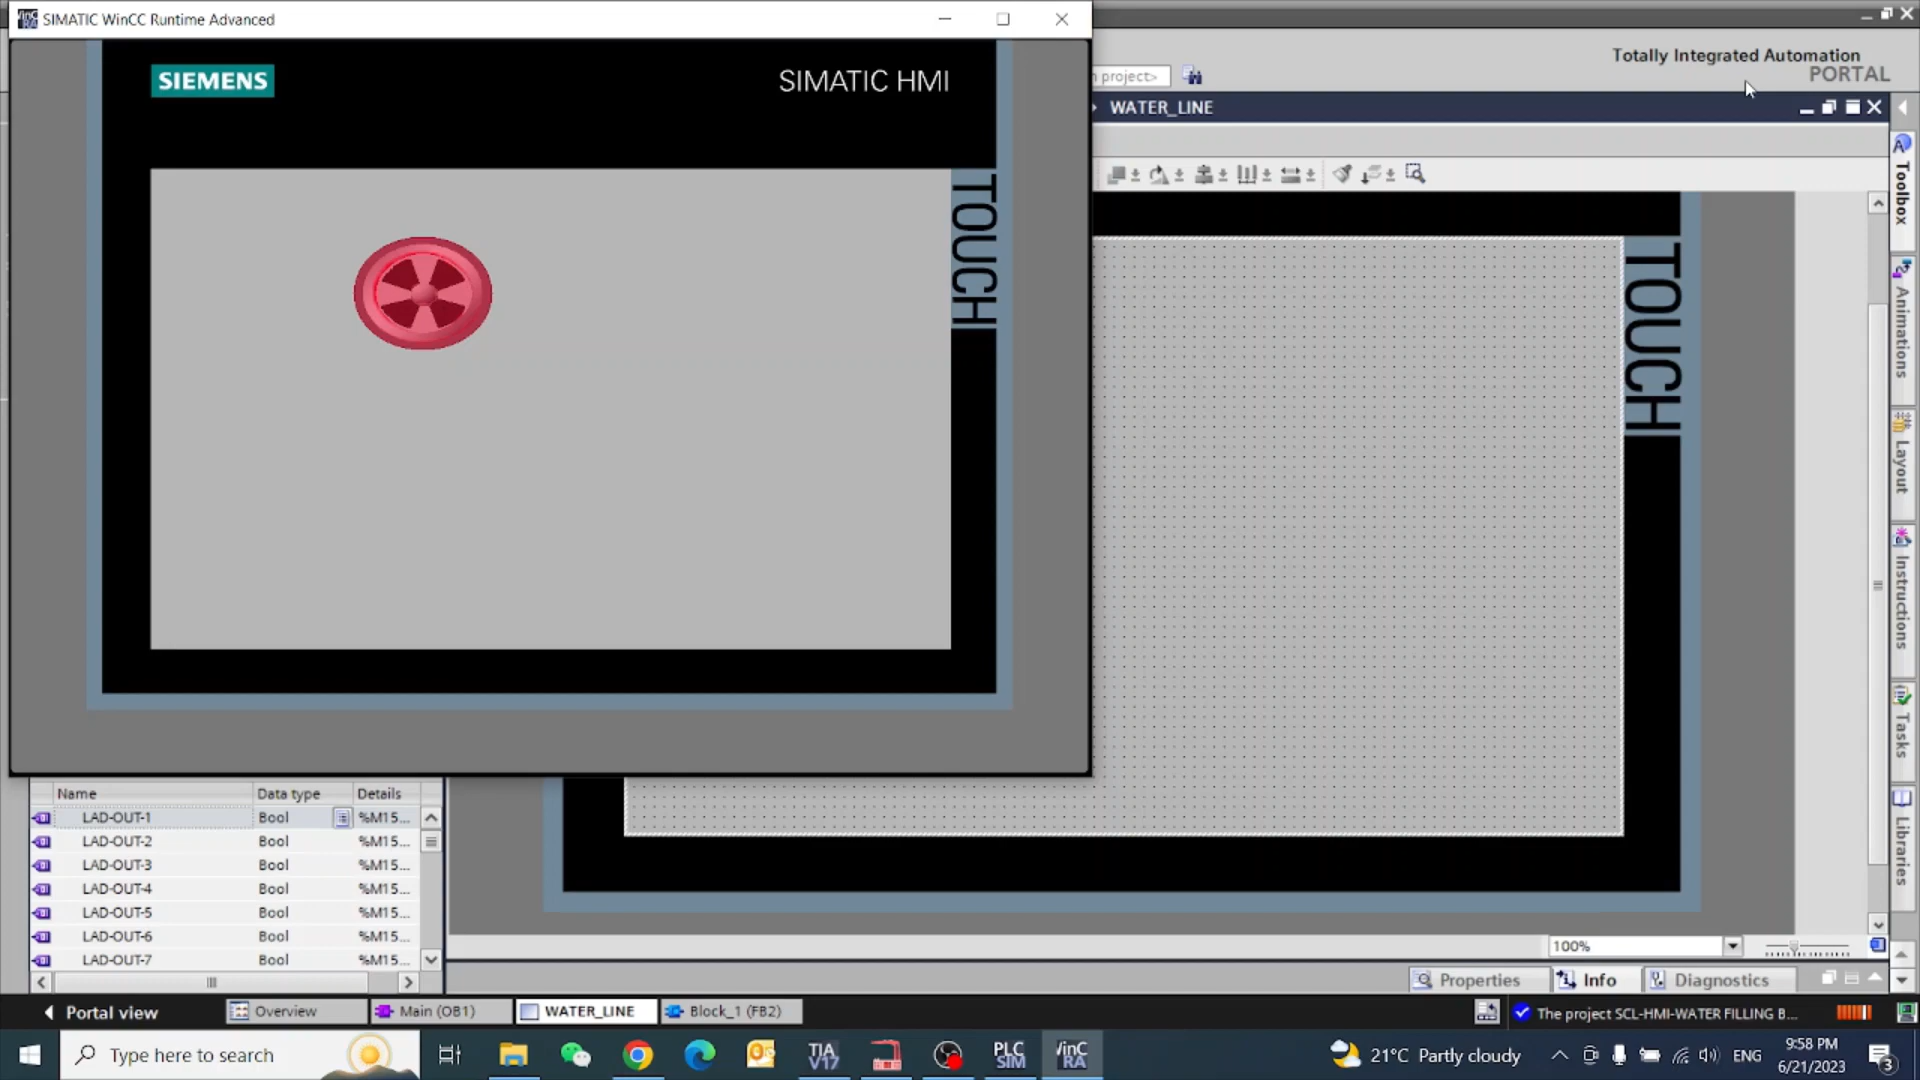 SIMATIC WinCC Runtime Advanced
Totally Integrated Automation
PORTAL
SIEMENS
SIMATIC HMI
n project>
WATER_LINE
TOUCH
TOUCH
Toolbox
Animations
Layout
Instructions
Tasks
Libraries
Name Data type Details
LAD-OUT-1 Bool %M15...
LAD-OUT-2 Bool %M15...
LAD-OUT-3 Bool %M15...
LAD-OUT-4 Bool %M15...
LAD-OUT-5 Bool %M15...
LAD-OUT-6 Bool %M15...
LAD-OUT-7 Bool %M15...
100%
Properties Info Diagnostics
Portal view Overview Main (OB1) WATER_LINE Block_1 (FB2) The project SCL-HMI-WATER FILLING B...
Type here to search
TIA V17
PLC SIM
WinC RA
21°C Partly cloudy
ENG
9:58 PM
6/21/2023
3